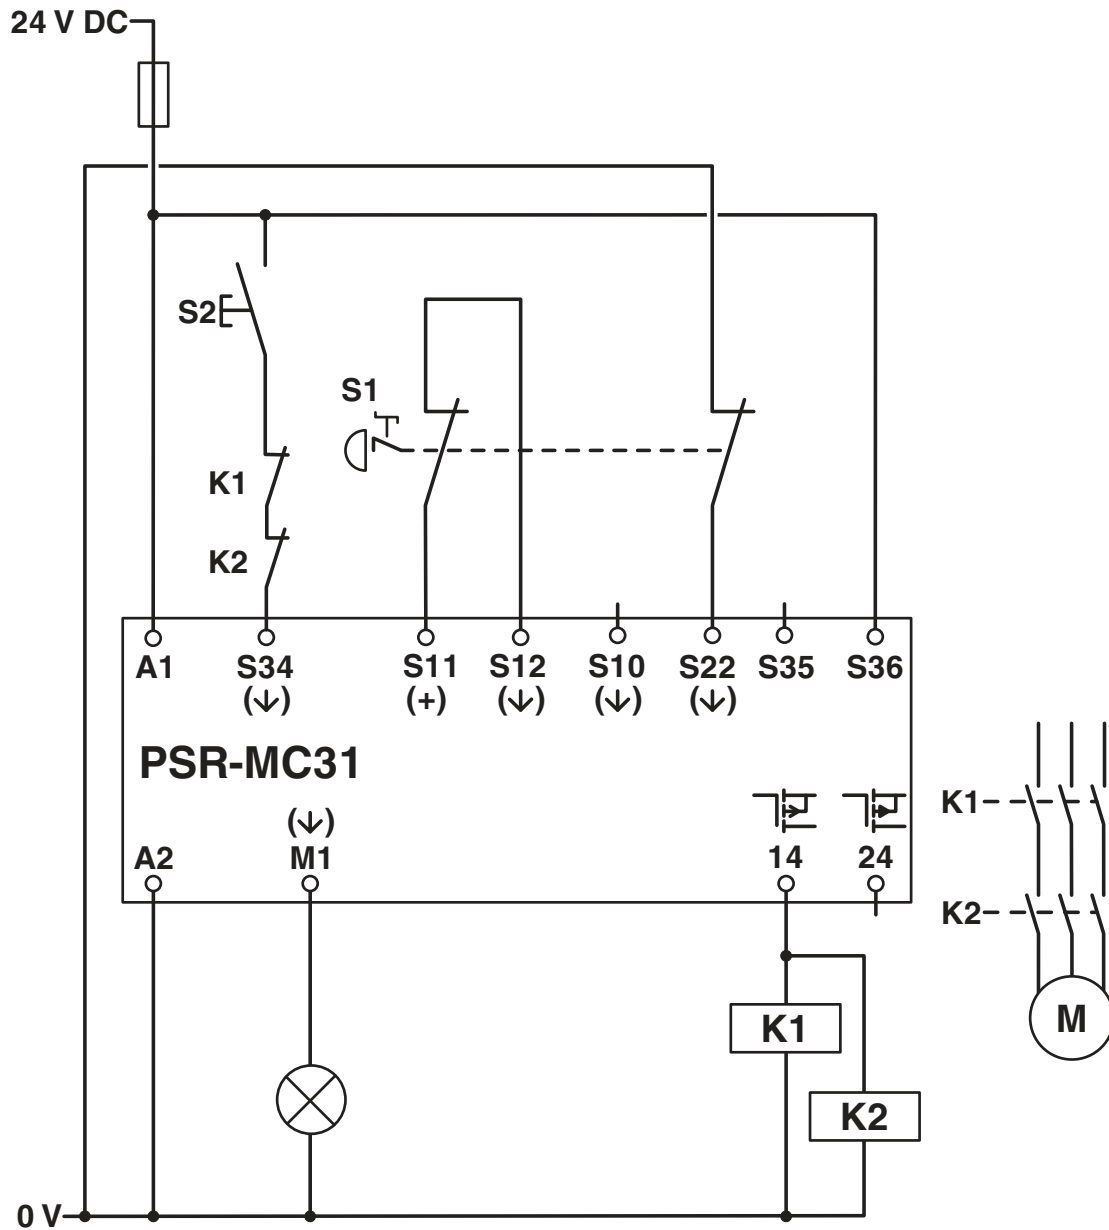 24 V DC
S2
S1
K1
K2
A1 S34 S11 S12 S10 S22 S35 S36
(↓) (+) (↓) (↓) (↓)
PSR-MC31
(↓)
A2 M1 14 24
K1
K2
K1
M
K2
0 V